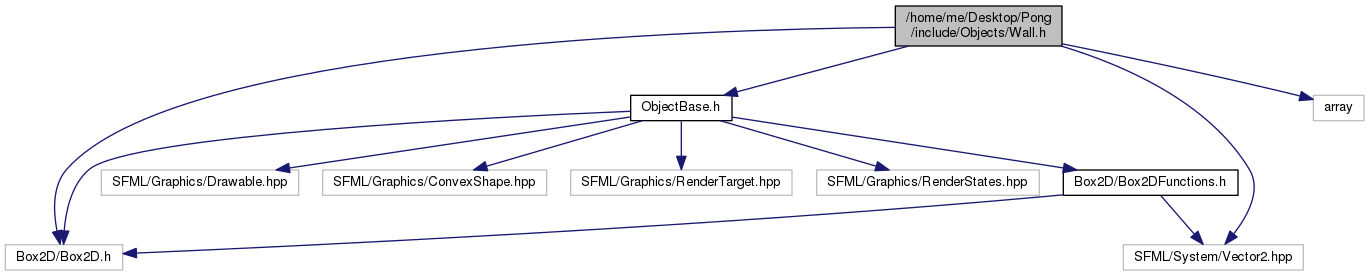 /home/me/Desktop/Pong
/include/Objects/Wall.h
ObjectBase.h
array
SFML/Graphics/Drawable.hpp
SFML/Graphics/ConvexShape.hpp
SFML/Graphics/RenderTarget.hpp
SFML/Graphics/RenderStates.hpp
Box2D/Box2DFunctions.h
Box2D/Box2D.h
SFML/System/Vector2.hpp